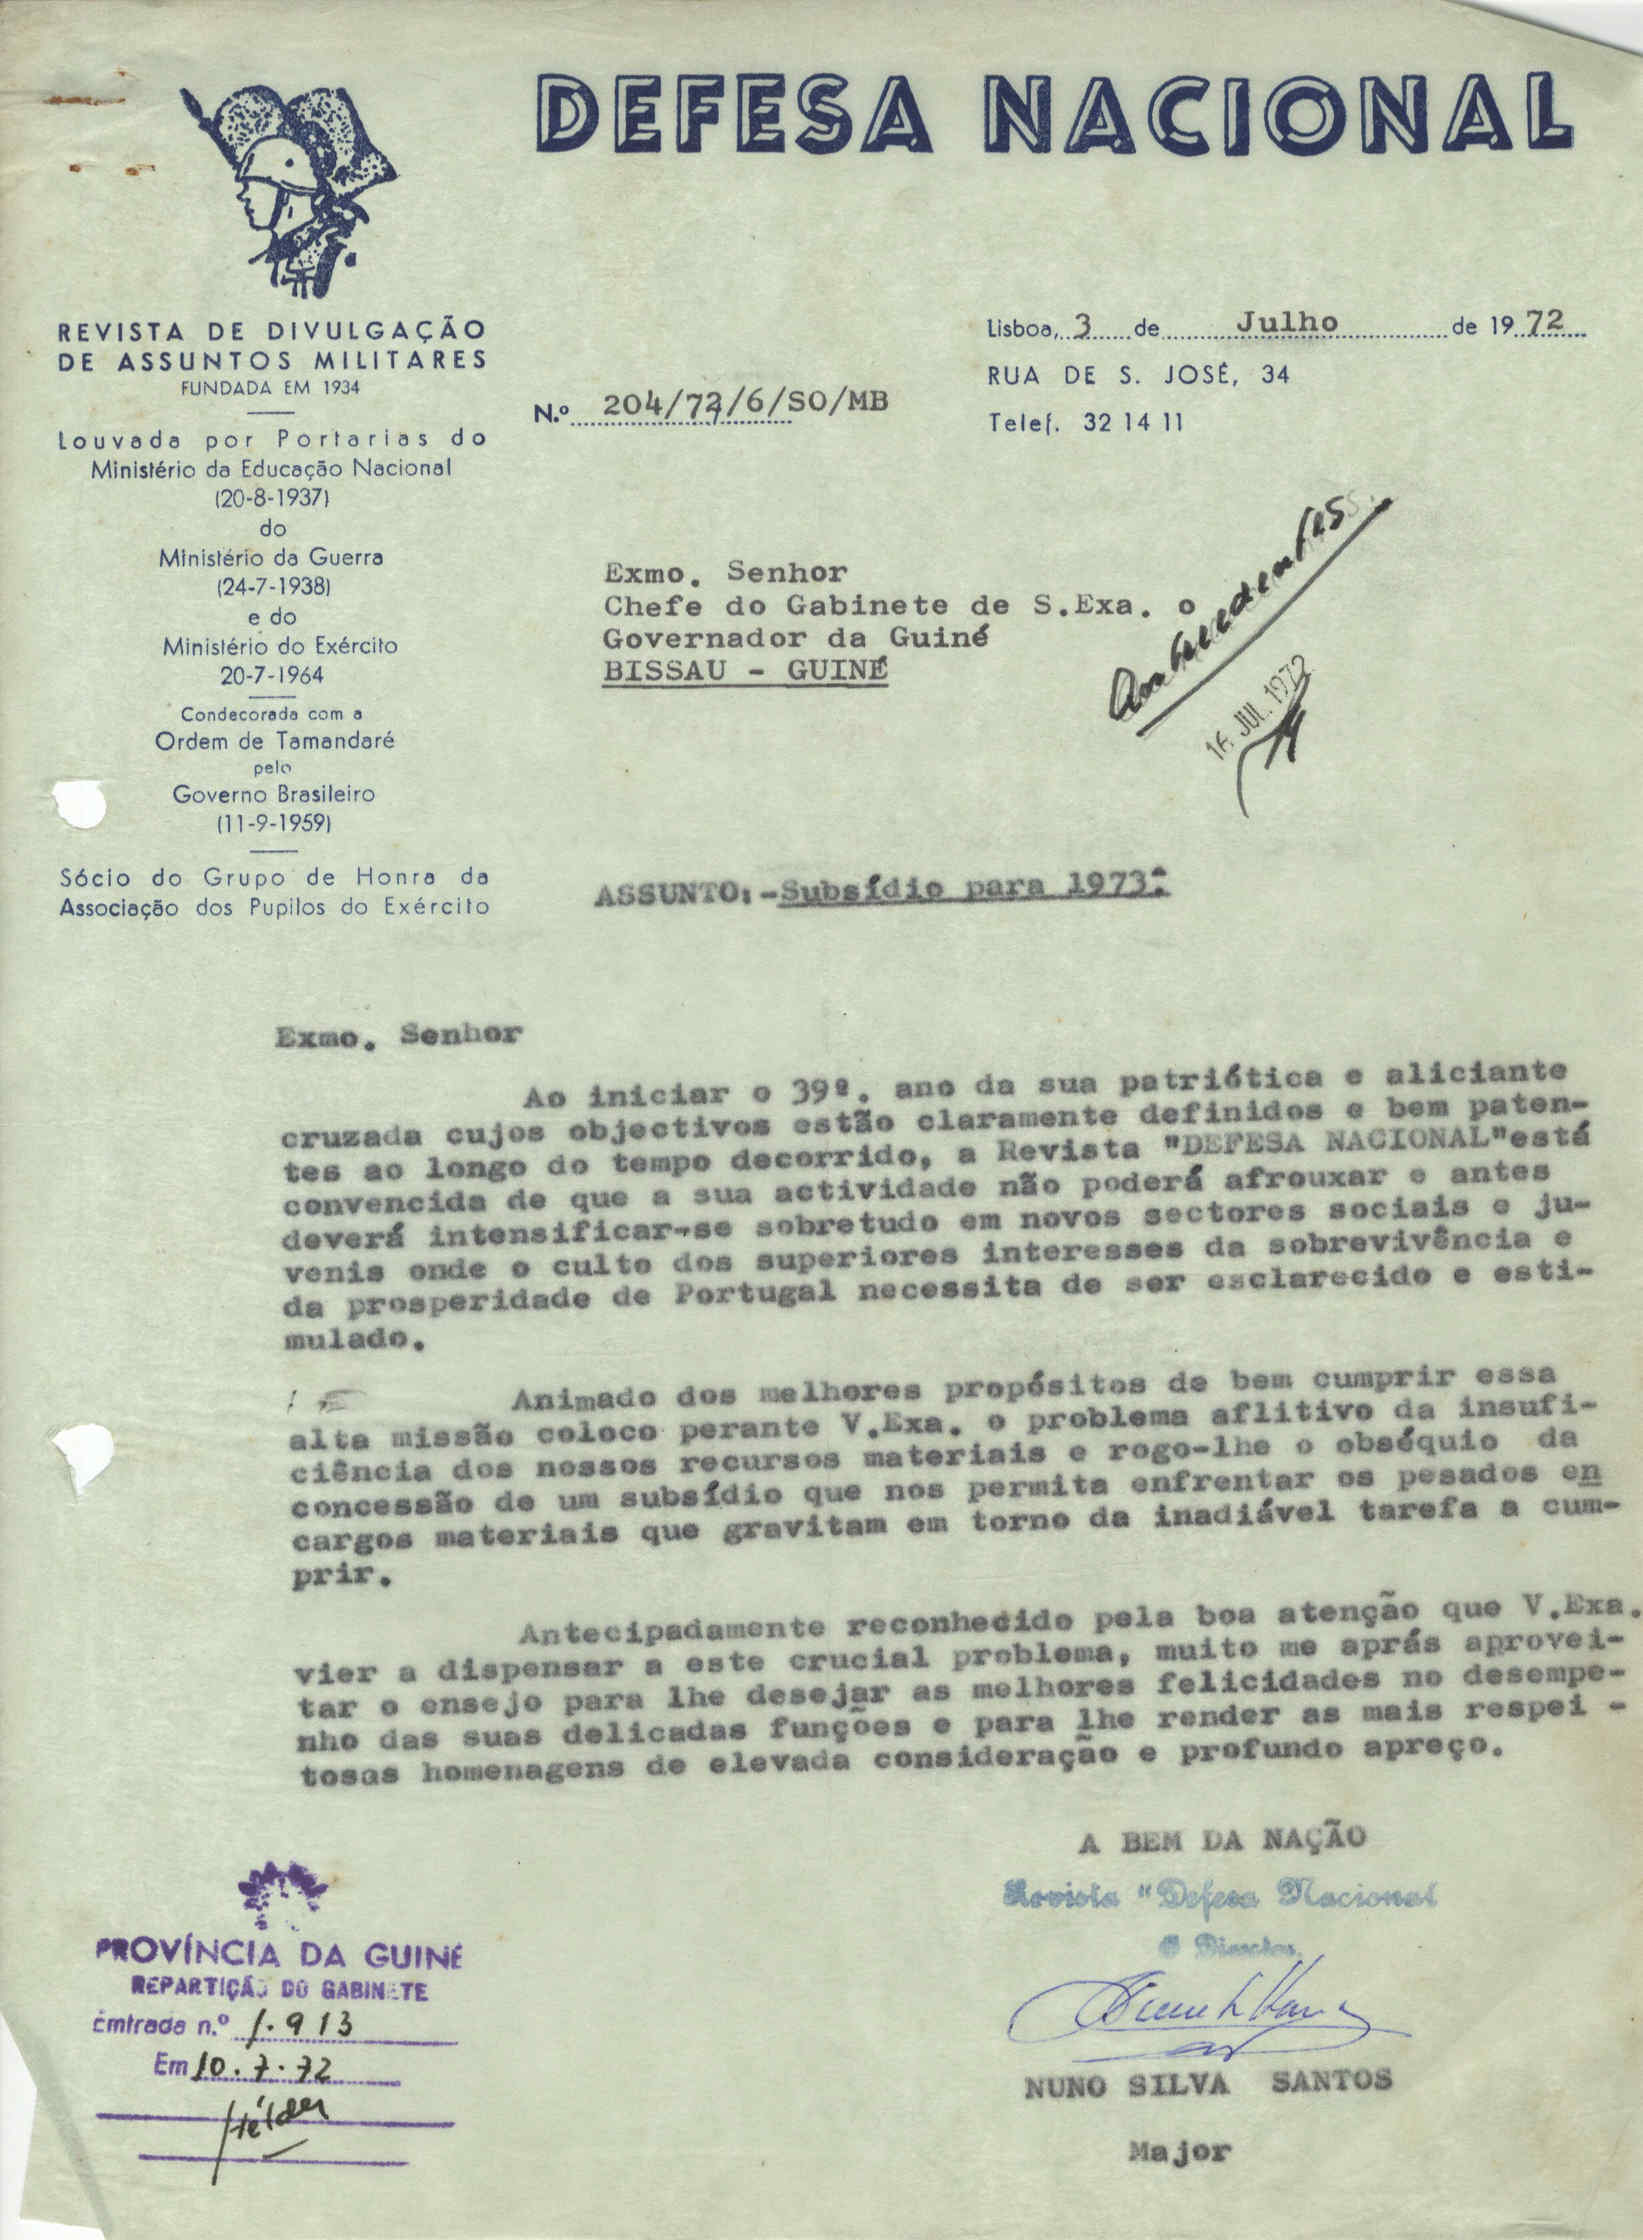 DEFESA NACIONAL
REVISTA DE DIVULGAÇÃO
DE ASSUNTOS MILITARES
FUNDADA EM 1934
Louvada por Portarias do
Ministério da Educação Nacional
(20-8-1937)
do
Ministério da Guerra
(24-7-1938)
e do
Ministério do Exército
20-7-1964
Condecorada com a
Ordem de Tamandaré
pelo
Governo Brasileiro
(11-9-1959)
Sócio do Grupo de Honra da
Associação dos Pupilos do Exército
Lisboa, 3 de Julho de 1972
RUA DE S. JOSÉ, 34
Telef. 32 14 11
N.º 204/72/6/SO/MB
Exmo. Senhor
Chefe do Gabinete de S.Exa. o
Governador da Guiné
BISSAU - GUINÉ
Antecedentes
JUL. 1972
ASSUNTO:-Subsídio para 1973:
Exmo. Senhor
Ao iniciar o 39º. ano da sua patriótica e aliciante
cruzada cujos objectivos estão claramente definidos e bem paten-
tes ao longo do tempo decorrido, a Revista "DEFESA NACIONAL"está
convencida de que a sua actividade não poderá afrouxar e antes
deverá intensificar-se sobretudo em novos sectores sociais e ju-
venis onde o culto dos superiores interesses da sobrevivência e
da prosperidade de Portugal necessita de ser esclarecido e esti-
mulado.
Animado dos melhores propósitos de bem cumprir essa
alta missão coloco perante V.Exa. o problema aflitivo da insufi-
ciência dos nossos recursos materiais e rogo-lhe o obséquio da
concessão de um subsídio que nos permita enfrentar os pesados en
cargos materiais que gravitam em torno da inadiável tarefa a cum-
prir.
Antecipadamente reconhecido pela boa atenção que V.Exa.
vier a dispensar a este crucial problema, muito me aprás aprovei-
tar o ensejo para lhe desejar as melhores felicidades no desempe-
nho das suas delicadas funções e para lhe render as mais respei -
tosas homenagens de elevada consideração e profundo apreço.
A BEM DA NAÇÃO
Revista "Defesa Nacional
O Director,
NUNO SILVA SANTOS
Major
PROVÍNCIA DA GUINÉ
REPARTIÇÃO DO GABINETE
Entrada n.º 1.913
Em 10.7.72
Hélder